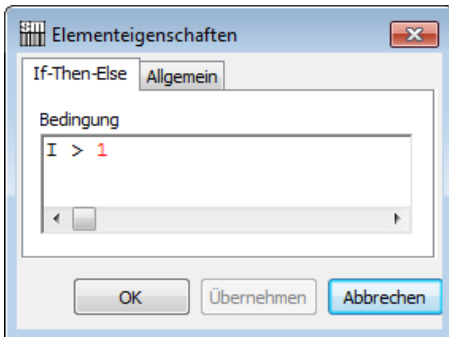 Elementeigenschaften
If-Then-Else Allgemein
Bedingung
I > 1
OK Übernehmen Abbrechen